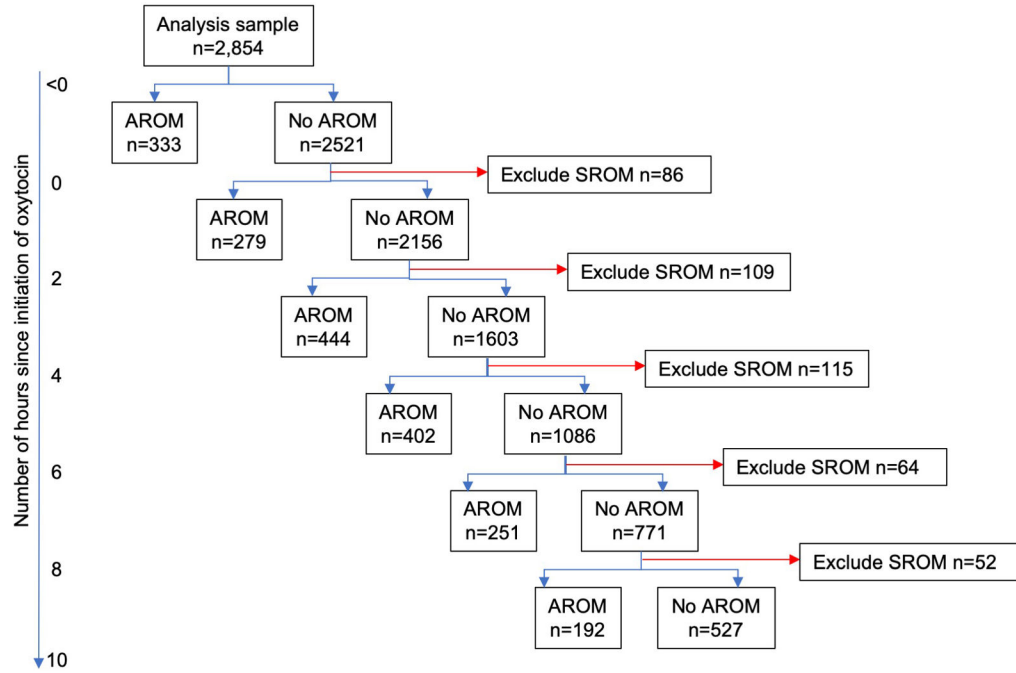 Analysis sample
n=2,854
Number of hours since initiation of oxytocin
<0
AROM
n=333
No AROM
n=2521
Exclude SROM n=86
0
AROM
n=279
No AROM
n=2156
Exclude SROM n=109
2
AROM
n=444
No AROM
n=1603
Exclude SROM n=115
4
AROM
n=402
No AROM
n=1086
Exclude SROM n=64
6
AROM
n=251
No AROM
n=771
Exclude SROM n=52
8
AROM
n=192
No AROM
n=527
10